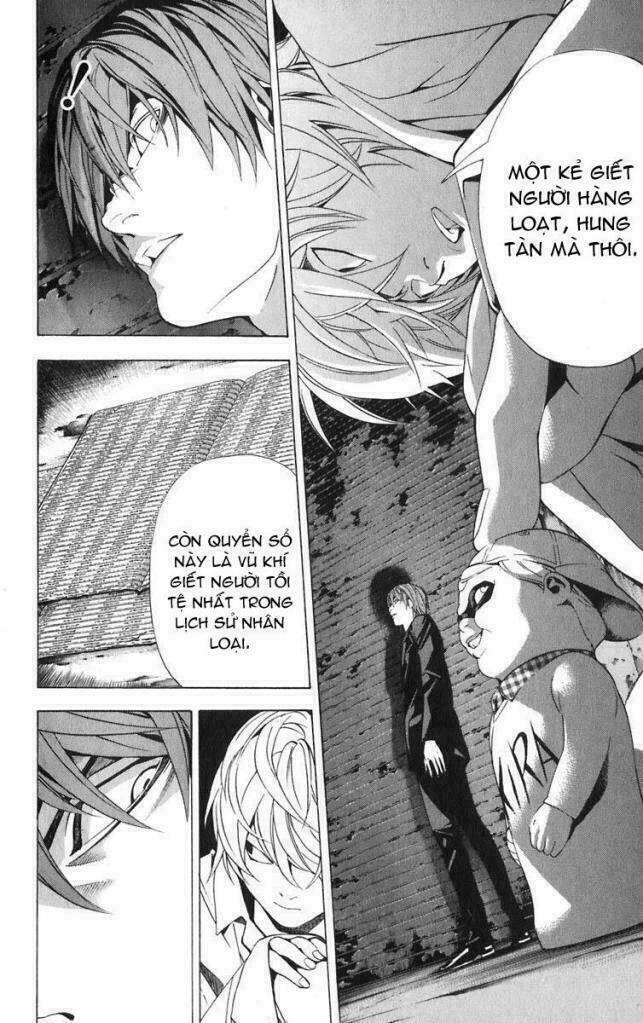 MỘT KẺ GIẾT
NGƯỜI HÀNG
LOẠT, HUNG
TÀN MÀ THÔI.
!
CÒN QUYỂN SỔ
NÀY LÀ VŨ KHÍ
GIẾT NGƯỜI TỒI
TỆ NHẤT TRONG
LỊCH SỬ NHÂN
LOẠI.
KIRA